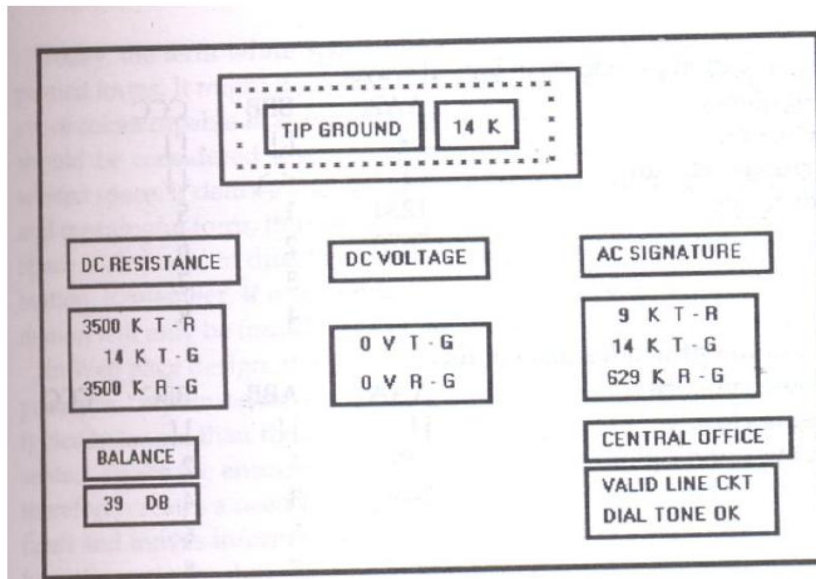 TIP GROUND 14 K
DC RESISTANCE
3500 K T - R
14 K T - G
3500 K R - G
BALANCE
39 DB
DC VOLTAGE
0 V T - G
0 V R - G
AC SIGNATURE
9 K T - R
14 K T - G
629 K R - G
CENTRAL OFFICE
VALID LINE CKT
DIAL TONE OK